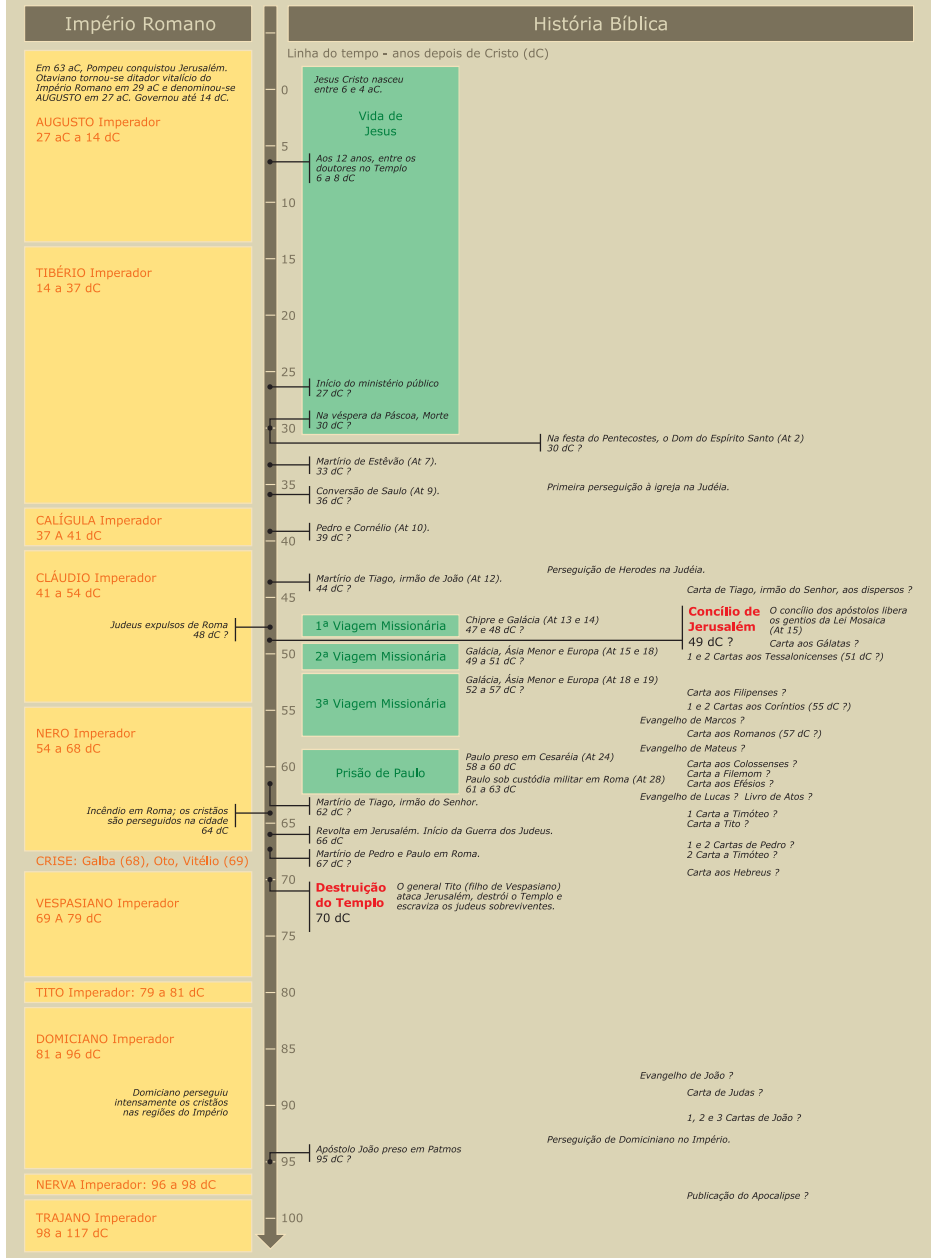 Império Romano
História Bíblica
Linha do tempo - anos depois de Cristo (dC)
Em 63 aC, Pompeu conquistou Jerusalém.
Otaviano tornou-se ditador vitalício do
Império Romano em 29 aC e denominou-se
AUGUSTO em 27 aC. Governou até 14 dC.
AUGUSTO Imperador
27 aC a 14 dC
TIBÉRIO Imperador
14 a 37 dC
CALÍGULA Imperador
37 A 41 dC
CLÁUDIO Imperador
41 a 54 dC
Judeus expulsos de Roma
48 dC ?
NERO Imperador
54 a 68 dC
Incêndio em Roma; os cristãos
são perseguidos na cidade
64 dC
CRISE: Galba (68), Oto, Vitélio (69)
VESPASIANO Imperador
69 A 79 dC
TITO Imperador: 79 a 81 dC
DOMICIANO Imperador
81 a 96 dC
Domiciano perseguiu
intensamente os cristãos
nas regiões do Império
NERVA Imperador: 96 a 98 dC
TRAJANO Imperador
98 a 117 dC
0
5
10
15
20
25
30
35
40
45
50
55
60
65
70
75
80
85
90
95
100
Jesus Cristo nasceu
entre 6 e 4 aC.
Vida de
Jesus
Aos 12 anos, entre os
doutores no Templo
6 a 8 dC
Início do ministério público
27 dC ?
Na véspera da Páscoa, Morte
30 dC ?
Na festa do Pentecostes, o Dom do Espírito Santo (At 2)
30 dC ?
Martírio de Estêvão (At 7).
33 dC ?
Primeira perseguição à igreja na Judéia.
Conversão de Saulo (At 9).
36 dC ?
Pedro e Cornélio (At 10).
39 dC ?
Perseguição de Herodes na Judéia.
Martírio de Tiago, irmão de João (At 12).
44 dC ?
Carta de Tiago, irmão do Senhor, aos dispersos ?
1ª Viagem Missionária
Chipre e Galácia (At 13 e 14)
47 e 48 dC ?
Concílio de
Jerusalém
49 dC ?
O concílio dos apóstolos libera
os gentios da Lei Mosaica
(At 15)
Carta aos Gálatas ?
2ª Viagem Missionária
Galácia, Ásia Menor e Europa (At 15 e 18)
49 a 51 dC ?
1 e 2 Cartas aos Tessalonicenses (51 dC ?)
3ª Viagem Missionária
Galácia, Ásia Menor e Europa (At 18 e 19)
52 a 57 dC ?
Carta aos Filipenses ?
1 e 2 Cartas aos Coríntios (55 dC ?)
Evangelho de Marcos ?
Carta aos Romanos (57 dC ?)
Evangelho de Mateus ?
Prisão de Paulo
Paulo preso em Cesaréia (At 24)
58 a 60 dC
Paulo sob custódia militar em Roma (At 28)
61 a 63 dC
Carta aos Colossenses ?
Carta a Filemom ?
Carta aos Efésios ?
Evangelho de Lucas ? Livro de Atos ?
Martírio de Tiago, irmão do Senhor.
62 dC ?
1 Carta a Timóteo ?
Carta a Tito ?
Revolta em Jerusalém. Início da Guerra dos Judeus.
66 dC
1 e 2 Cartas de Pedro ?
2 Carta a Timóteo ?
Martírio de Pedro e Paulo em Roma.
67 dC ?
Carta aos Hebreus ?
Destruição
do Templo
70 dC
O general Tito (filho de Vespasiano)
ataca Jerusalém, destrói o Templo e
escraviza os judeus sobreviventes.
Evangelho de João ?
Carta de Judas ?
1, 2 e 3 Cartas de João ?
Perseguição de Domiciniano no Império.
Apóstolo João preso em Patmos
95 dC ?
Publicação do Apocalipse ?